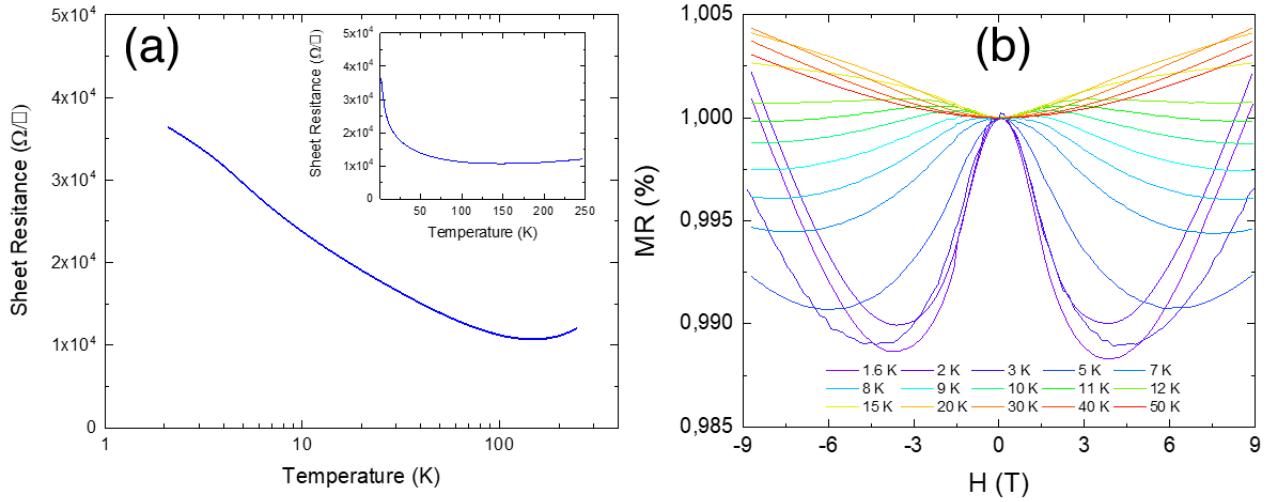 (a)
Sheet Resitance (Ω/□)
5x10⁴
4x10⁴
3x10⁴
2x10⁴
1x10⁴
0
1 10 100
Temperature (K)
Sheet Resitance (Ω/□)
5x10⁴
4x10⁴
3x10⁴
2x10⁴
1x10⁴
0
50 100 150 200 250
Temperature (K)
(b)
MR (%)
1,005
1,000
0,995
0,990
0,985
-9 -6 -3 0 3 6 9
H (T)
1.6 K 2 K 3 K 5 K 7 K
8 K 9 K 10 K 11 K 12 K
15 K 20 K 30 K 40 K 50 K